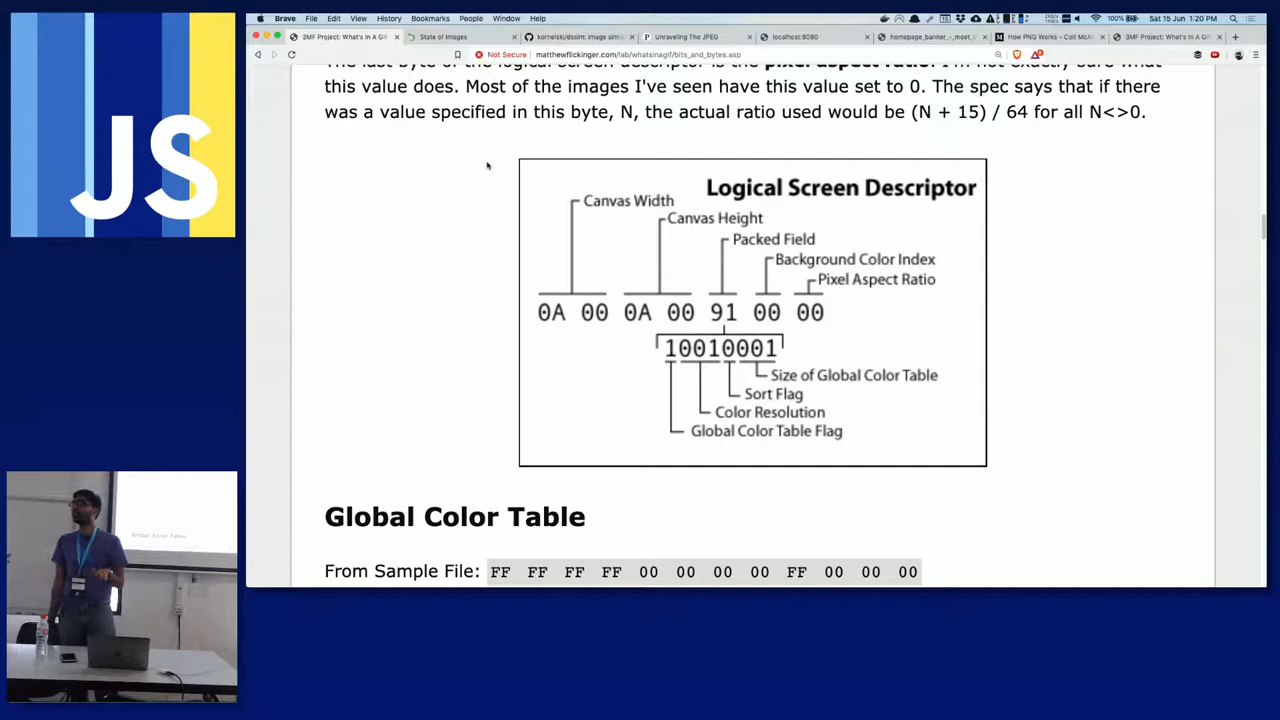 Brave File Edit View History Bookmarks People Window Help
Sat 15 Jun 1:20 PM
3MF Project: What's In A Gif
State of Images
kornelski/dssim: Image simil
Unraveling The JPEG
localhost:8080
homepage_banner_-_moet_c
How PNG Works – Colt McAn
3MF Project: What's In A Gif
Not Secure matthewflickinger.com/lab/whatsinagif/bits_and_bytes.asp
The last byte of the logical screen descriptor is the pixel aspect ratio. I'm not exactly sure what
this value does. Most of the images I've seen have this value set to 0. The spec says that if there
was a value specified in this byte, N, the actual ratio used would be (N + 15) / 64 for all N<>0.
JS
Logical Screen Descriptor
Canvas Width
Canvas Height
Packed Field
Background Color Index
Pixel Aspect Ratio
0A 00 0A 00 91 00 00
10010001
Size of Global Color Table
Sort Flag
Color Resolution
Global Color Table Flag
Global Color Table
From Sample File: FF FF FF FF 00 00 00 00 FF 00 00 00
Global Color Table